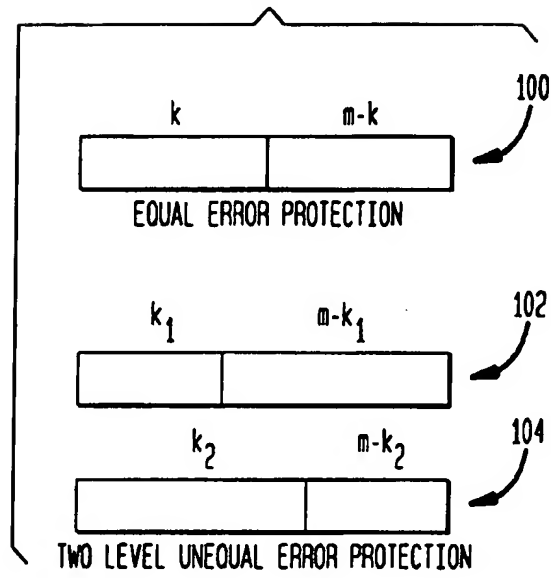 100
k m-k
EQUAL ERROR PROTECTION
102
k₁ m-k₁
104
k₂ m-k₂
TWO LEVEL UNEQUAL ERROR PROTECTION